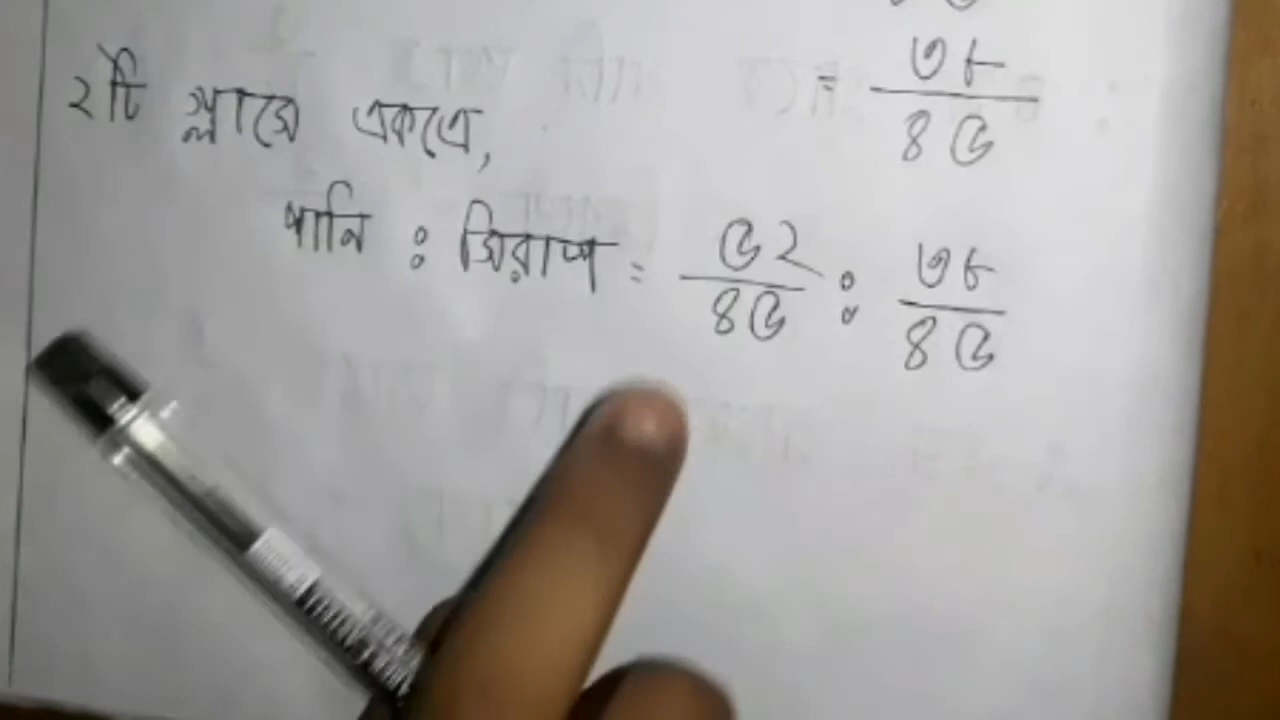 = ৩৮/৪৫
২টি গ্লাসে একত্রে,
পানি : সিরাপ = ৫২/৪৫ : ৩৮/৪৫